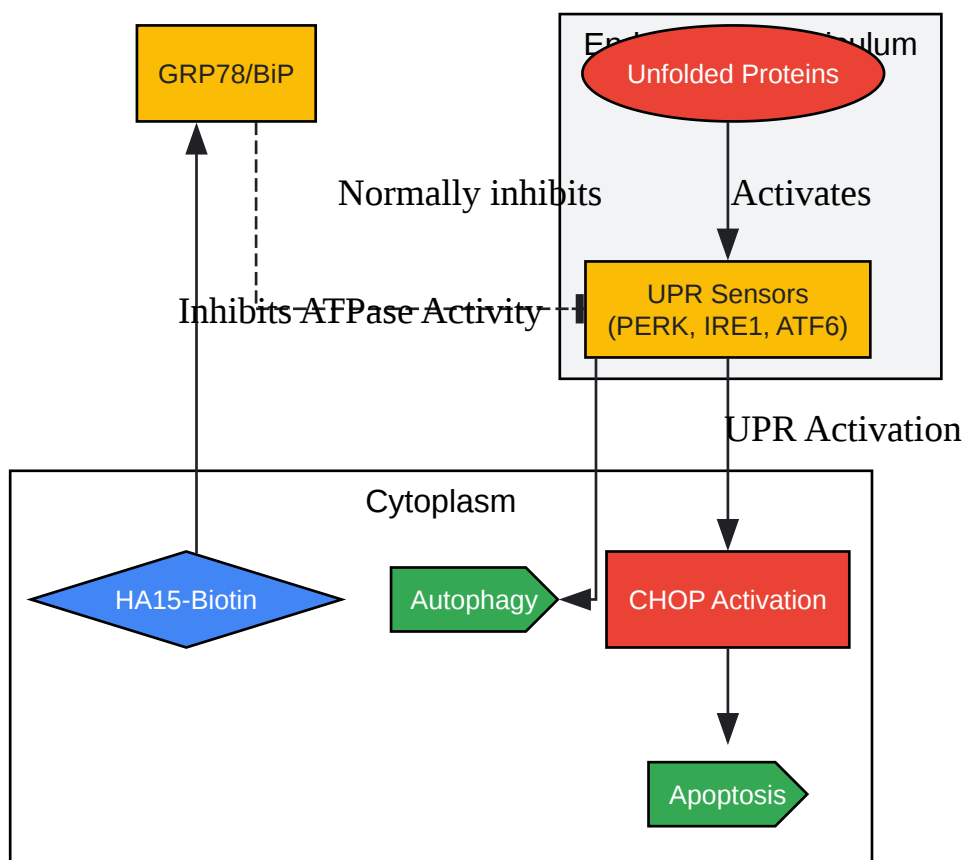 GRP78/BiP
Unfolded Proteins
Normally inhibits
Activates
UPR Sensors
(PERK, IRE1, ATF6)
Inhibits ATPase Activity
UPR Activation
Cytoplasm
HA15-Biotin
Autophagy
CHOP Activation
Apoptosis